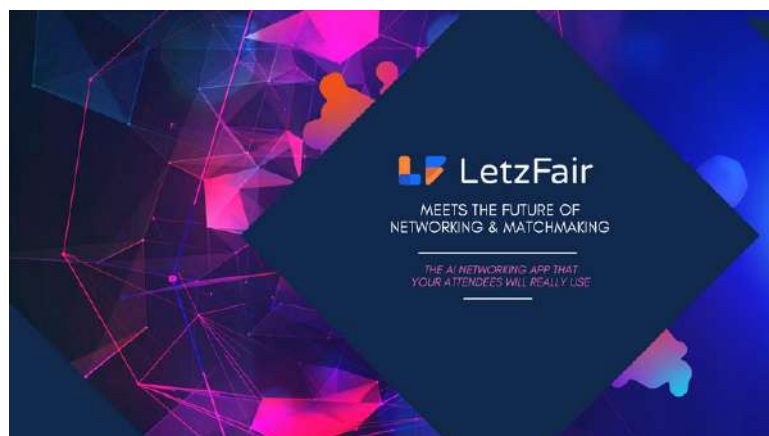 LetzFair
MEETS THE FUTURE OF
NETWORKING & MATCHMAKING
THE AI NETWORKING APP THAT
YOUR ATTENDEES WILL REALLY USE